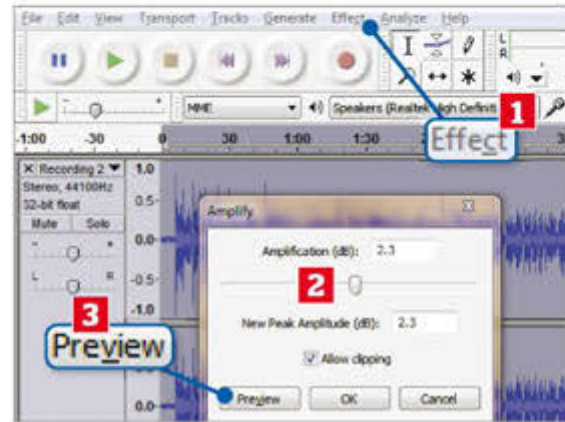 File Edit View Transport Tracks Generate Effect Analyze Help
L
R
MME
Speakers (Realtek High Definiti
1
Effect
-1:00 -30 0 30 1:00 1:30
Recording 2
Stereo, 44100Hz
32-bit float
Mute Solo
- +
L R
1.0
0.5-
0.0-
-0.5-
-1.0
0.0-
Amplify
Amplification (dB): 2.3
2
New Peak Amplitude (dB): 2.3
Allow clipping
Preview OK Cancel
3
Preview